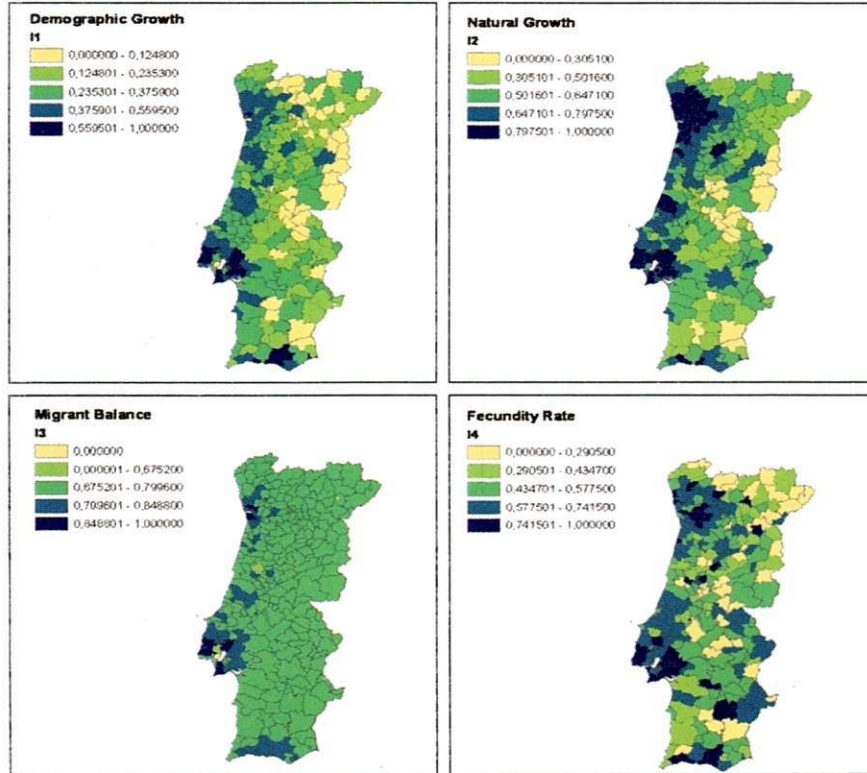 Demographic Growth
I1
0,000000 - 0,124800
0,124801 - 0,235300
0,235301 - 0,375900
0,375901 - 0,559500
0,559501 - 1,000000
Natural Growth
I2
0,000000 - 0,305100
0,305101 - 0,501600
0,501601 - 0,647100
0,647101 - 0,797500
0,797501 - 1,000000
Migrant Balance
I3
0,000000
0,000001 - 0,675200
0,675201 - 0,799600
0,799601 - 0,848800
0,848801 - 1,000000
Fecundity Rate
I4
0,000000 - 0,290500
0,290501 - 0,434700
0,434701 - 0,577500
0,577501 - 0,741500
0,741501 - 1,000000